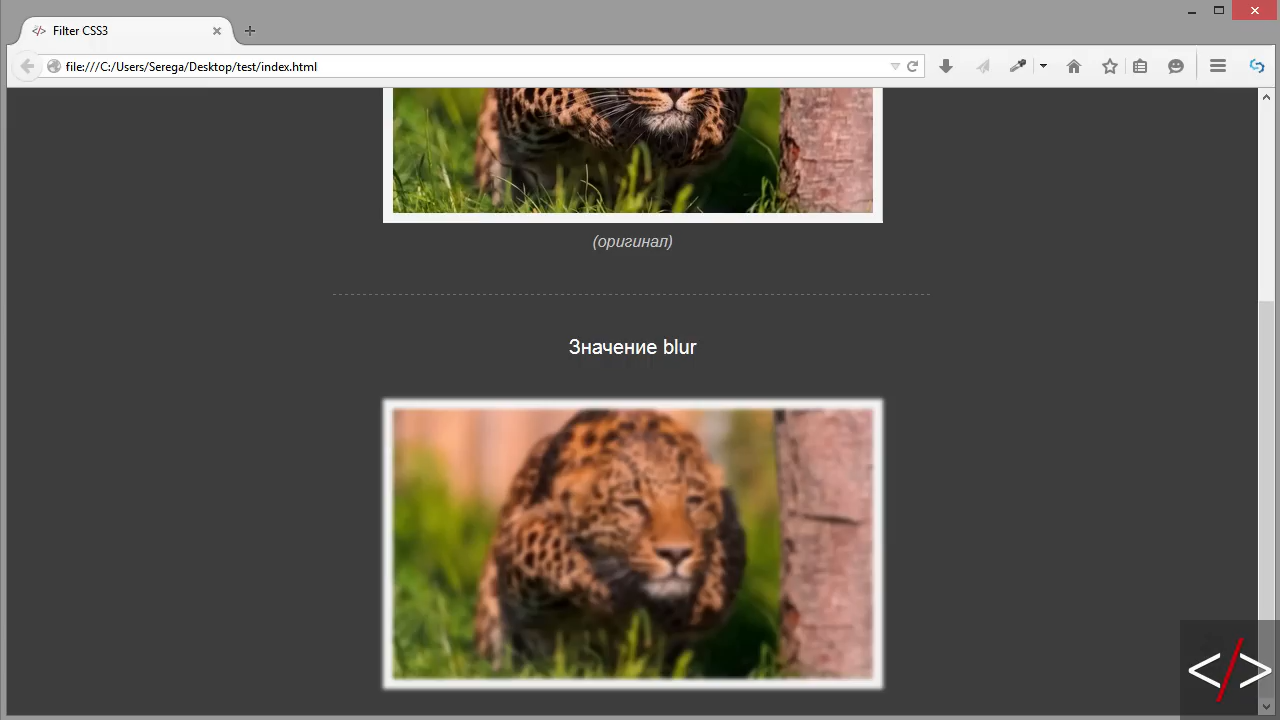 Filter CSS3
file:///C:/Users/Serega/Desktop/test/index.html
(оригинал)
Значение blur
</>